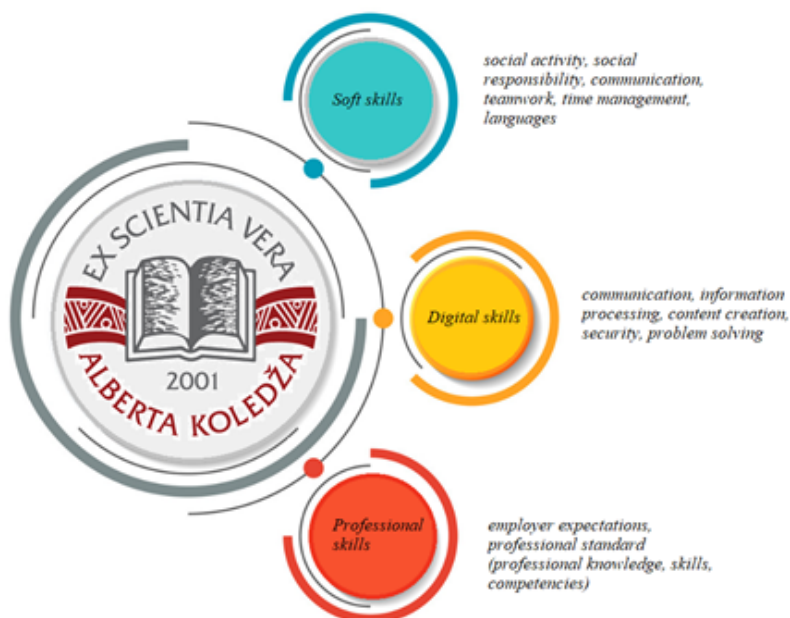 Soft skills
social activity, social
responsibility, communication,
teamwork, time management,
languages
EX SCIENTIA VERA
2001
ALBERTA KOLEDŽA
Digital skills
communication, information
processing, content creation,
security, problem solving
Professional
skills
employer expectations,
professional standard
(professional knowledge, skills,
competencies)